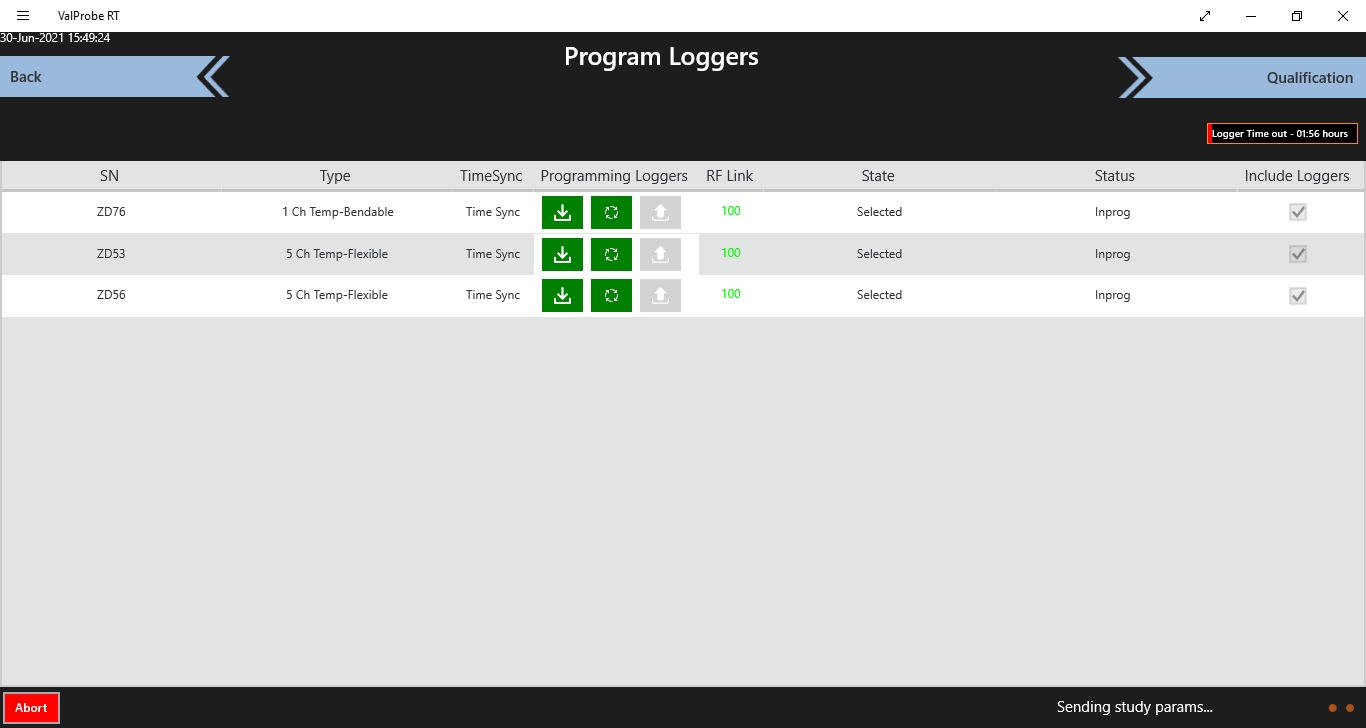 ValProbe RT
30-Jun-2021 15:49:24
Program Loggers
Back
Qualification
Logger Time out - 01:56 hours
SN Type TimeSync Programming Loggers RF Link State Status Include Loggers
ZD76 1 Ch Temp-Bendable Time Sync 100 Selected Inprog
ZD53 5 Ch Temp-Flexible Time Sync 100 Selected Inprog
ZD56 5 Ch Temp-Flexible Time Sync 100 Selected Inprog
Abort
Sending study params...